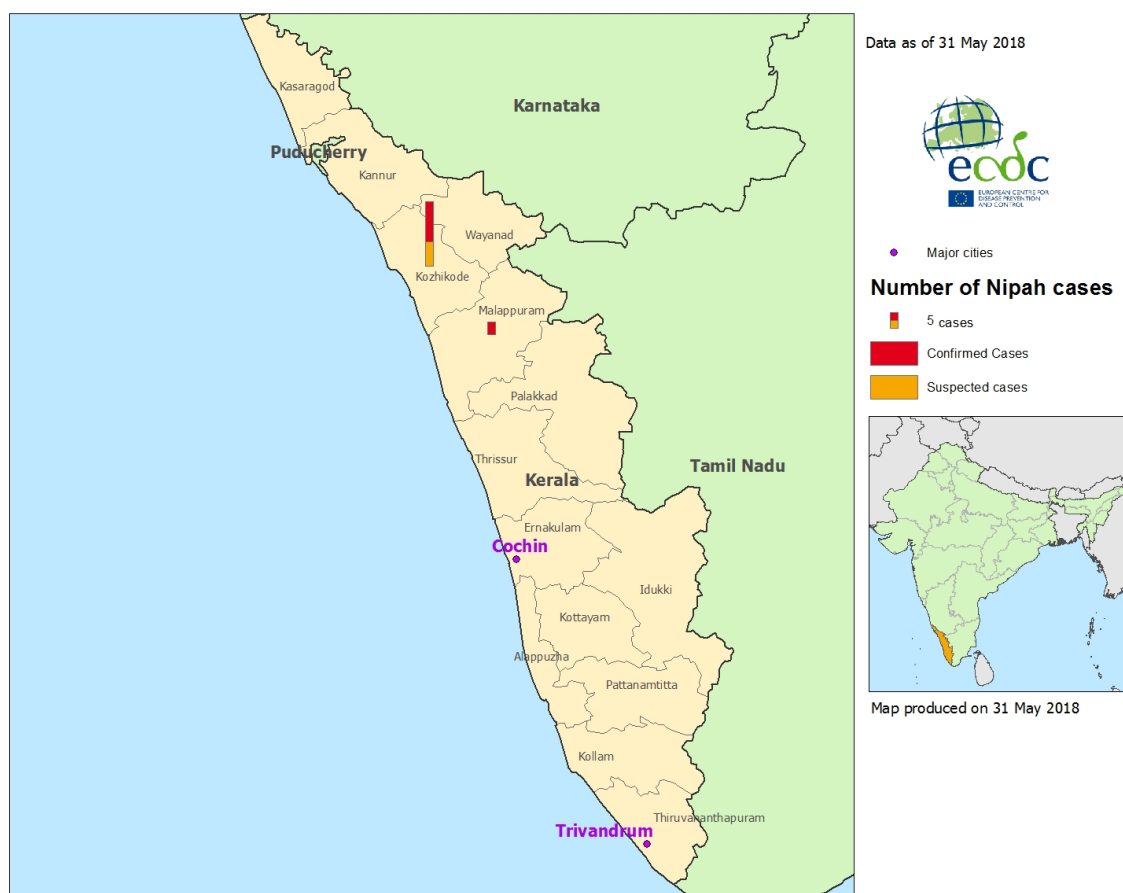 Kasaragod
Karnataka
Puducherry
Kannur
Wayanad
Kozhikode
Malappuram
Palakkad
Tamil Nadu
Thrissur
Kerala
Ernakulam
Cochin
Idukki
Kottayam
Alappuzha
Pattanamtitta
Kollam
Thiruvananthapuram
Trivandrum
Data as of 31 May 2018
ecdc
EUROPEAN CENTRE FOR
DISEASE PREVENTION
AND CONTROL
Major cities
Number of Nipah cases
5 cases
Confirmed Cases
Suspected cases
Map produced on 31 May 2018